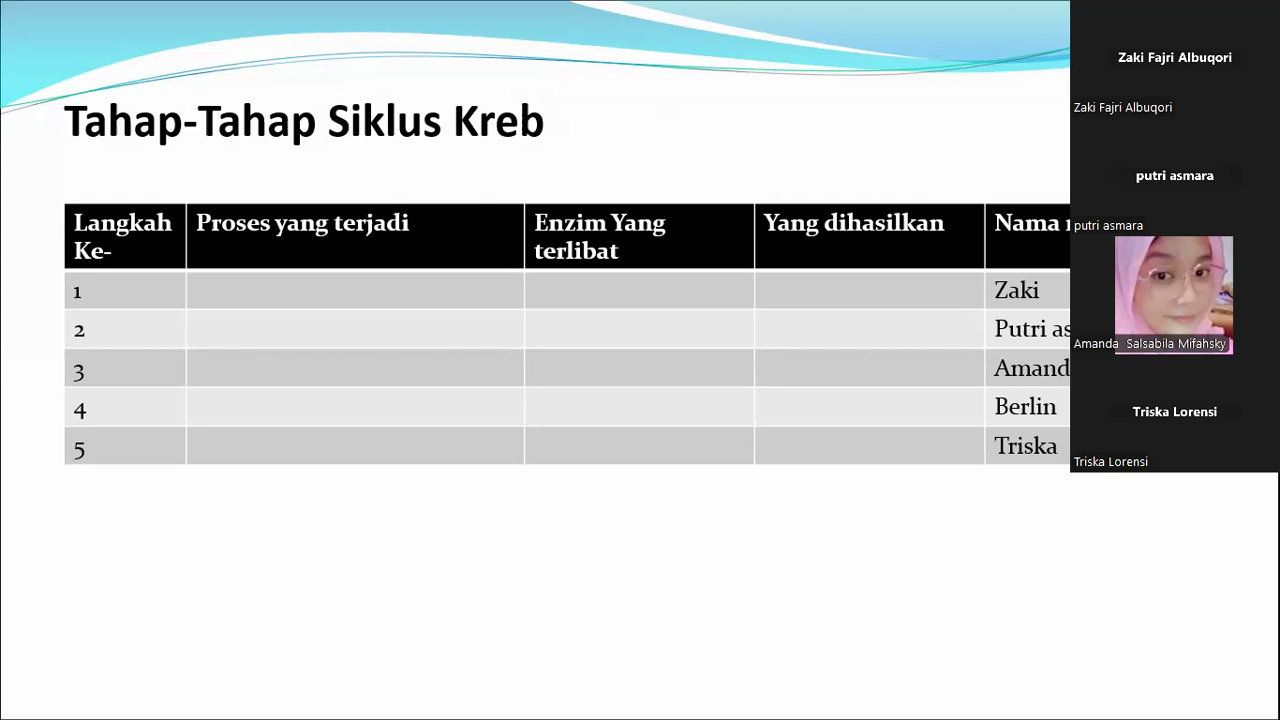 Tahap-Tahap Siklus Kreb
Langkah Ke- Proses yang terjadi Enzim Yang terlibat Yang dihasilkan Nama
1 Zaki
2 Putri
3 Amand
4 Berlin
5 Triska
Zaki Fajri Albuqori
Zaki Fajri Albuqori
putri asmara
putri asmara
Amanda Salsabila Mifahsky
Triska Lorensi
Triska Lorensi